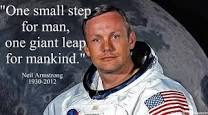 "One small step
for man,
one giant leap
for mankind."
Neil Armstrong
1930-2012